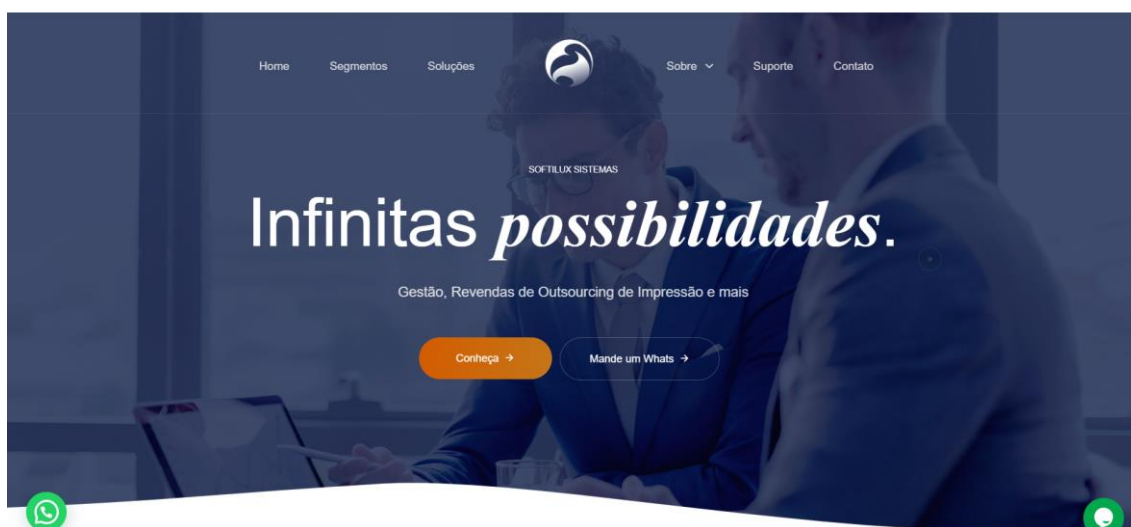 Home
Segmentos
Soluções
Sobre
Suporte
Contato
SOFTILUX SISTEMAS
Infinitas possibilidades.
Gestão, Revendas de Outsourcing de Impressão e mais
Conheça →
Mande um Whats →